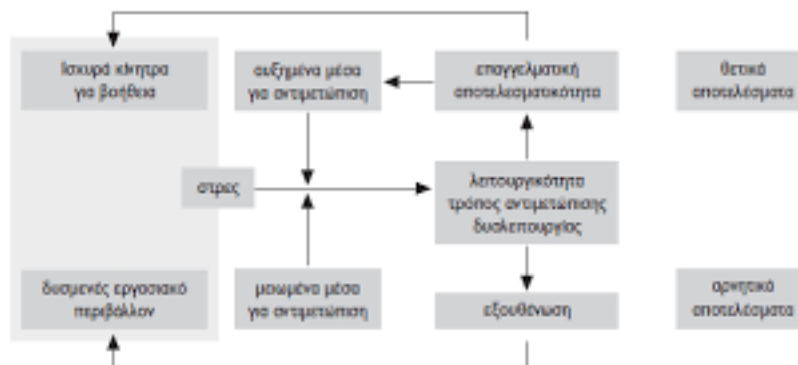 Ισχυρά κίνητρα
για βοήθεια
αυξημένα μέσα
για αντιμετώπιση
επαγγελματική
αποτελεσματικότητα
θετικά
αποτελέσματα
στρες
λειτουργικότητα
τρόπος αντιμετώπισης
δυσλειτουργίας
δυσμενές εργασιακό
περιβάλλον
μειωμένα μέσα
για αντιμετώπιση
εξουθένωση
αρνητικά
αποτελέσματα